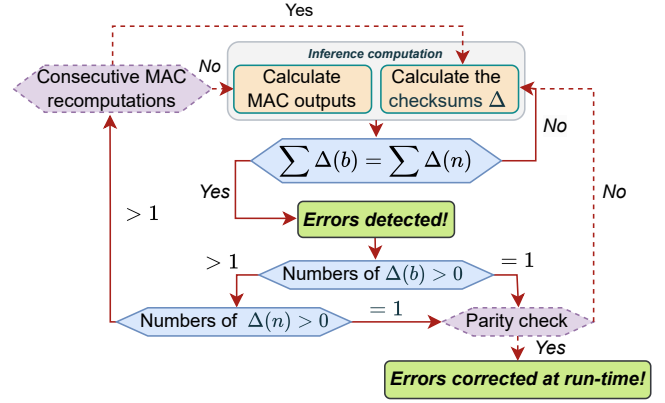 Yes
Inference computation
Consecutive MAC
recomputations
No
Calculate
MAC outputs
Calculate the
checksums Δ
∑ Δ(b) = ∑ Δ(n)
No
Yes
No
Errors detected!
> 1
> 1
Numbers of Δ(b) > 0
= 1
Numbers of Δ(n) > 0
= 1
Parity check
Yes
Errors corrected at run-time!